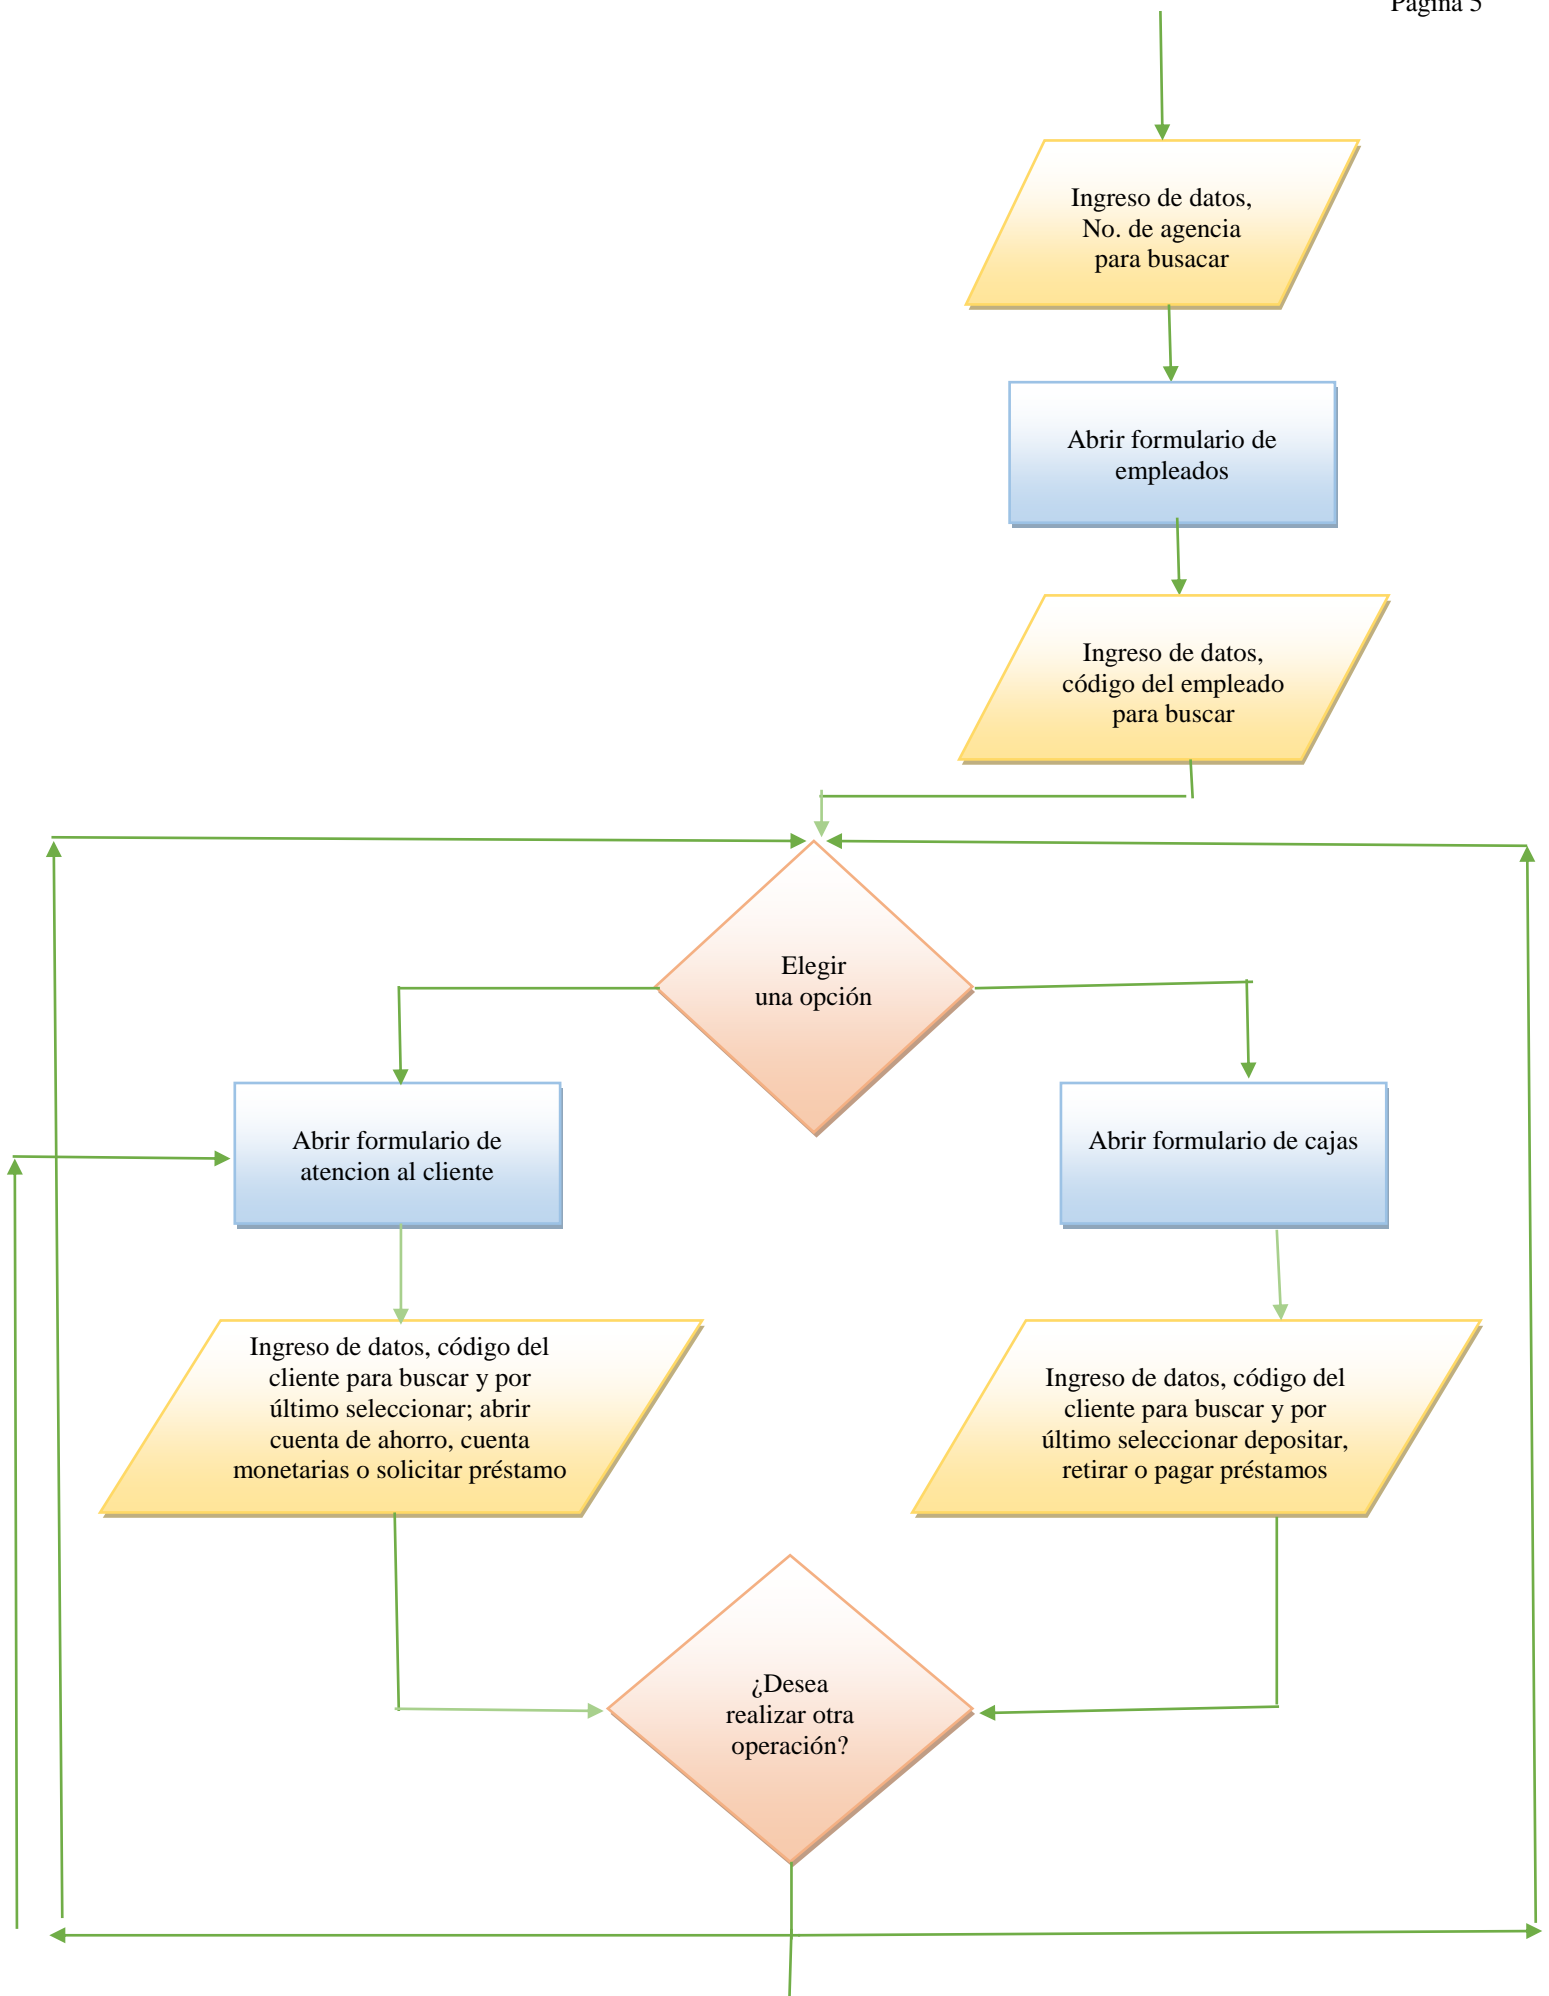 Página 5
Ingreso de datos,
No. de agencia
para busacar
Abrir formulario de
empleados
Ingreso de datos,
código del empleado
para buscar
Elegir
una opción
Abrir formulario de
atencion al cliente
Abrir formulario de cajas
Ingreso de datos, código del
cliente para buscar y por
último seleccionar; abrir
cuenta de ahorro, cuenta
monetarias o solicitar préstamo
Ingreso de datos, código del
cliente para buscar y por
último seleccionar depositar,
retirar o pagar préstamos
¿Desea
realizar otra
operación?